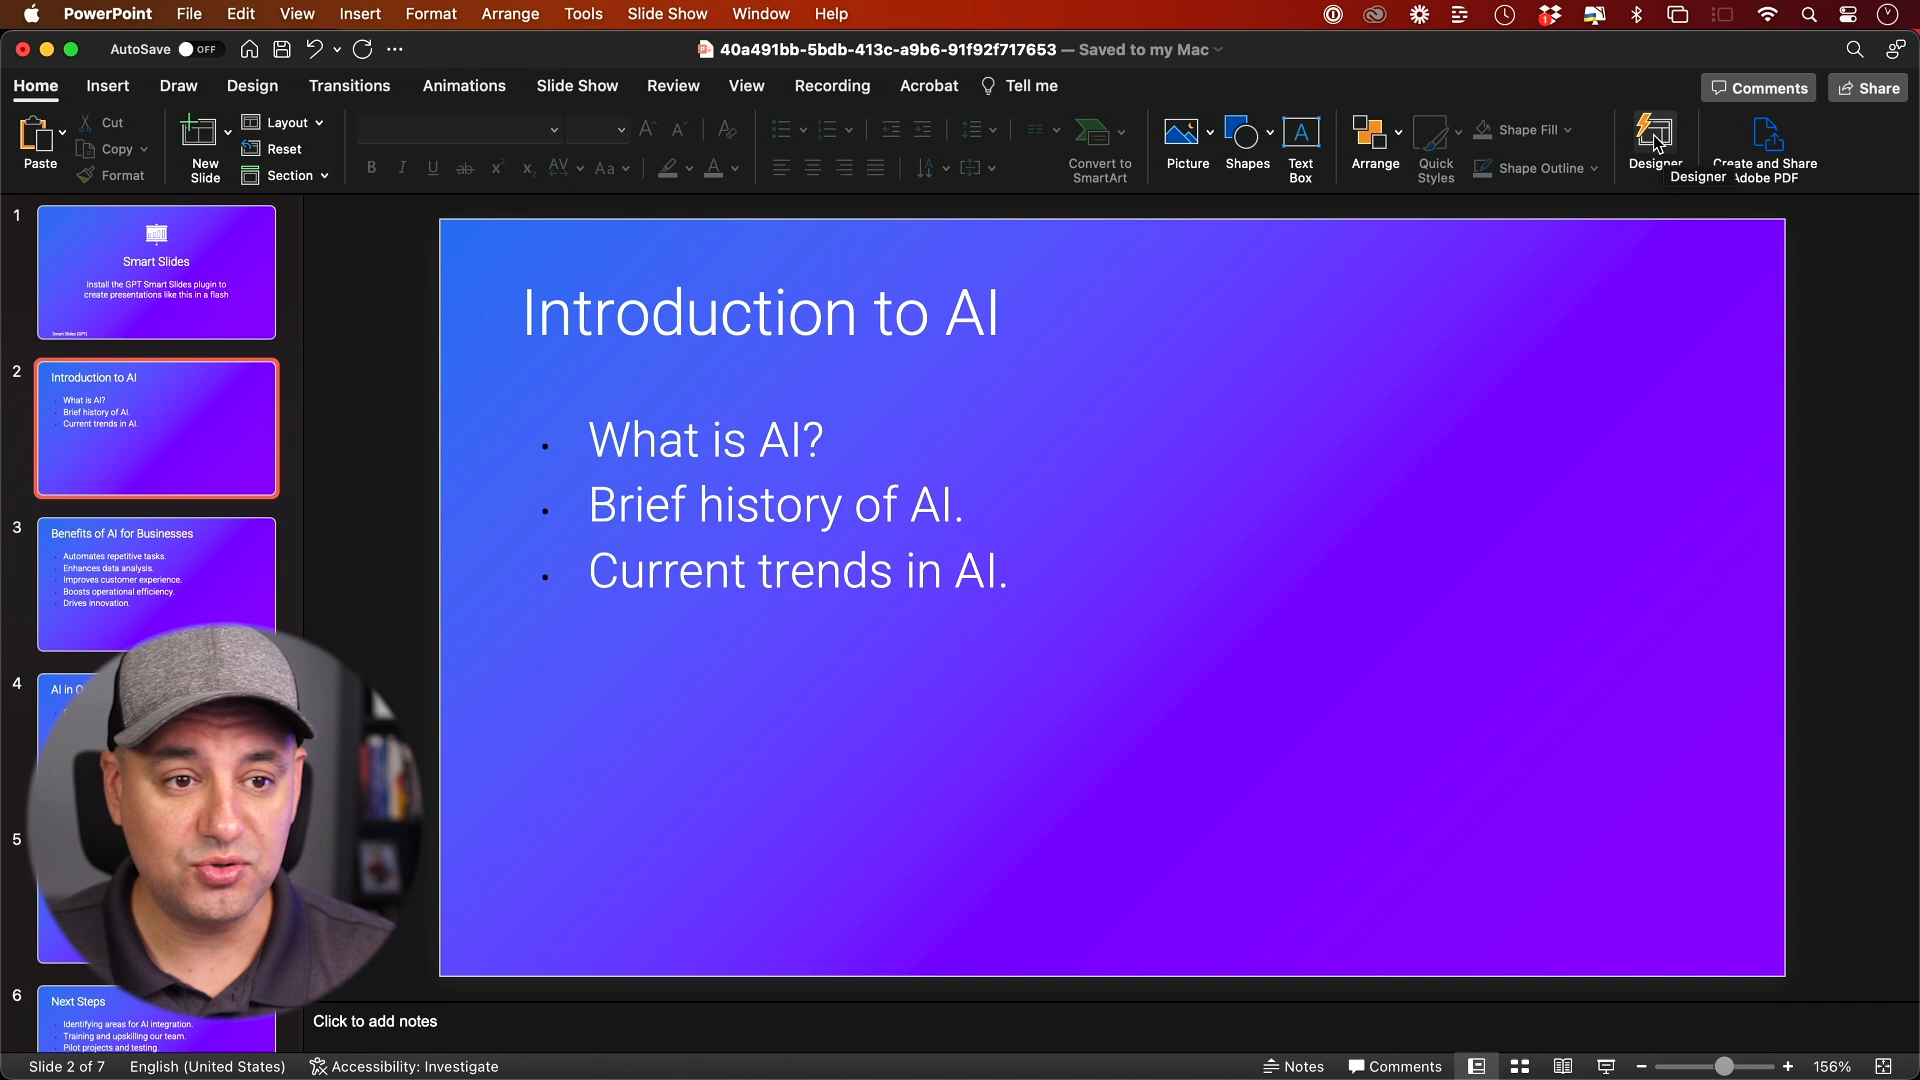 PowerPoint File Edit View Insert Format Arrange Tools Slide Show Window Help
AutoSave OFF
40a491bb-5bdb-413c-a9b6-91f92f717653 — Saved to my Mac
Home Insert Draw Design Transitions Animations Slide Show Review View Recording Acrobat Tell me
Comments Share
Paste
Cut
Copy
Format
New
Slide
Layout
Reset
Section
Convert to
SmartArt
Picture
Shapes
Text
Box
Arrange
Quick
Styles
Shape Fill
Shape Outline
Designer
Designer
Create and Share
Adobe PDF
1
Smart Slides
Install the GPT Smart Slides plugin to
create presentations like this in a flash
Smart Slides [GPT]
2
Introduction to AI
What is AI?
Brief history of AI.
Current trends in AI.
3
Benefits of AI for Businesses
Automates repetitive tasks.
Enhances data analysis.
Improves customer experience.
Boosts operational efficiency.
Drives innovation.
4
AI in
5
6
Next Steps
Identifying areas for AI integration.
Training and upskilling our team.
Pilot projects and testing.
Introduction to AI
• What is AI?
• Brief history of AI.
• Current trends in AI.
Click to add notes
Slide 2 of 7 English (United States) Accessibility: Investigate
Notes Comments 156%